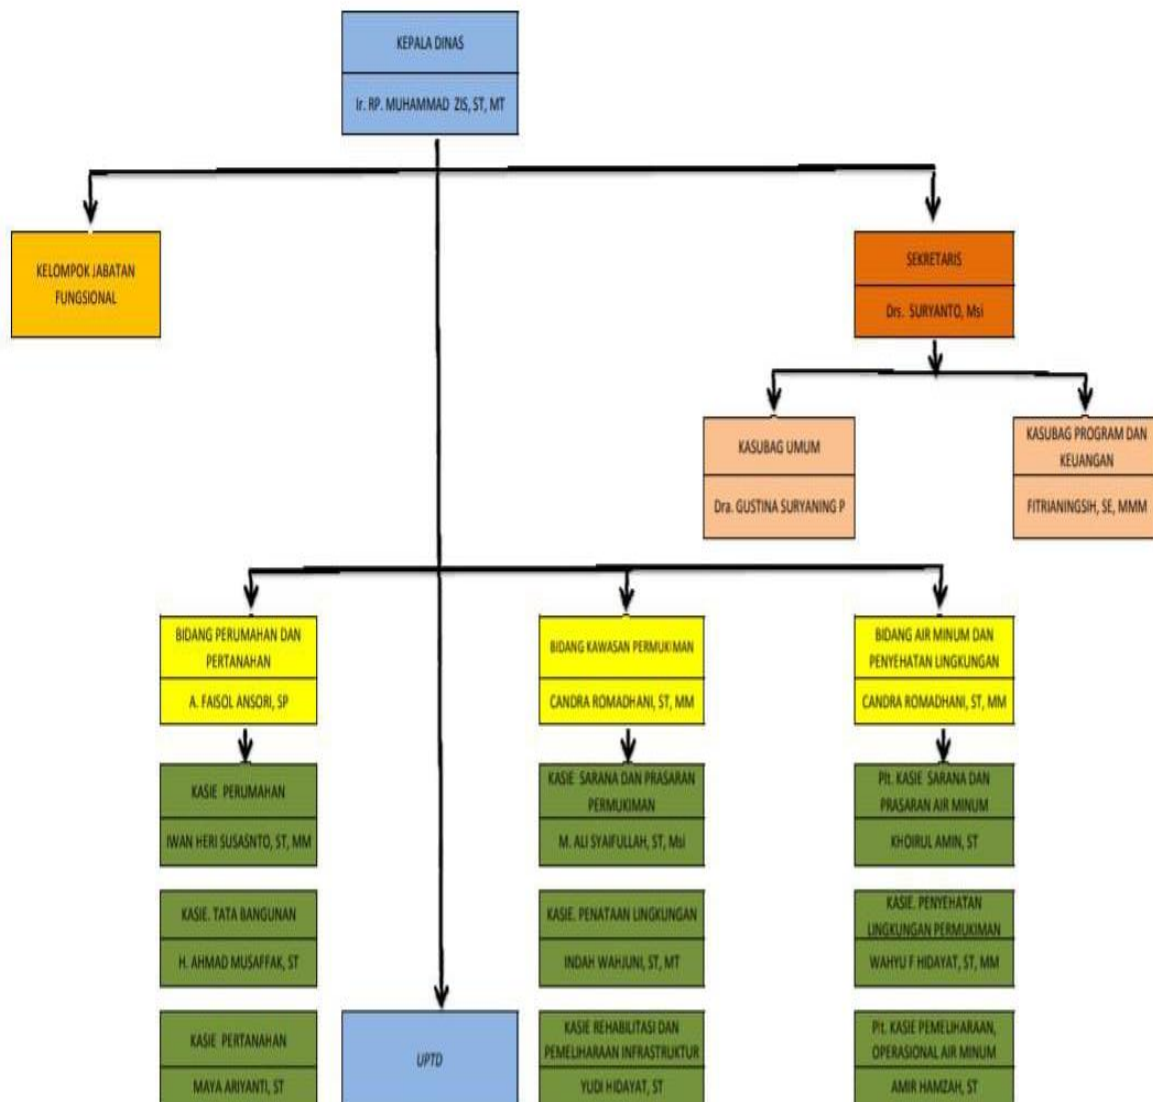 KEPALA DINAS
Ir. RP. MUHAMMAD ZIS, ST, MT
KELOMPOK JABATAN
FUNGSIONAL
SEKRETARIS
Drs. SURYANTO, Msi
KASUBAG UMUM
Dra. GUSTINA SURYANING P
KASUBAG PROGRAM DAN
KEUANGAN
FITRIANINGSIH, SE, MMM
BIDANG PERUMAHAN DAN
PERTANAHAN
A. FAISOL ANSORI, SP
BIDANG KAWASAN PERMUKIMAN
CANDRA ROMADHANI, ST, MM
BIDANG AIR MINUM DAN
PENYEHATAN LINGKUNGAN
CANDRA ROMADHANI, ST, MM
KASIE PERUMAHAN
IWAN HERI SUSASNTO, ST, MM
KASIE SARANA DAN PRASARAN
PERMUKIMAN
M. ALI SYAIFULLAH, ST, Msi
Plt. KASIE SARANA DAN
PRASARAN AIR MINUM
KHOIRUL AMIN, ST
KASIE. TATA BANGUNAN
H. AHMAD MUSAFFAK, ST
KASIE. PENATAAN LINGKUNGAN
INDAH WAHJUNI, ST, MT
KASIE. PENYEHATAN
LINGKUNGAN PERMUKIMAN
WAHYU F HIDAYAT, ST, MM
KASIE PERTANAHAN
MAYA ARIYANTI, ST
UPTD
KASIE REHABILITASI DAN
PEMELIHARAAN INFRASTRUKTUR
YUDI HIDAYAT, ST
Plt. KASIE PEMELIHARAAN,
OPERASIONAL AIR MINUM
AMIR HAMZAH, ST